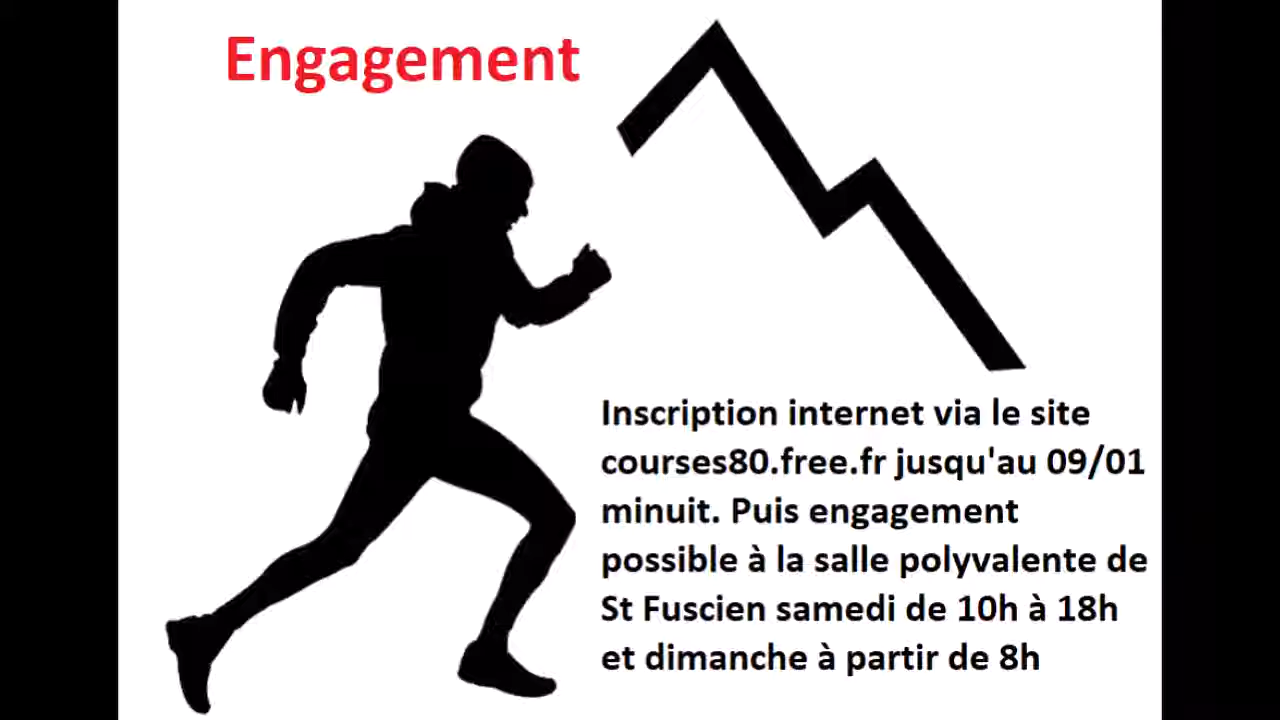 Engagement
Inscription internet via le site
courses80.free.fr jusqu'au 09/01
minuit. Puis engagement
possible à la salle polyvalente de
St Fuscien samedi de 10h à 18h
et dimanche à partir de 8h